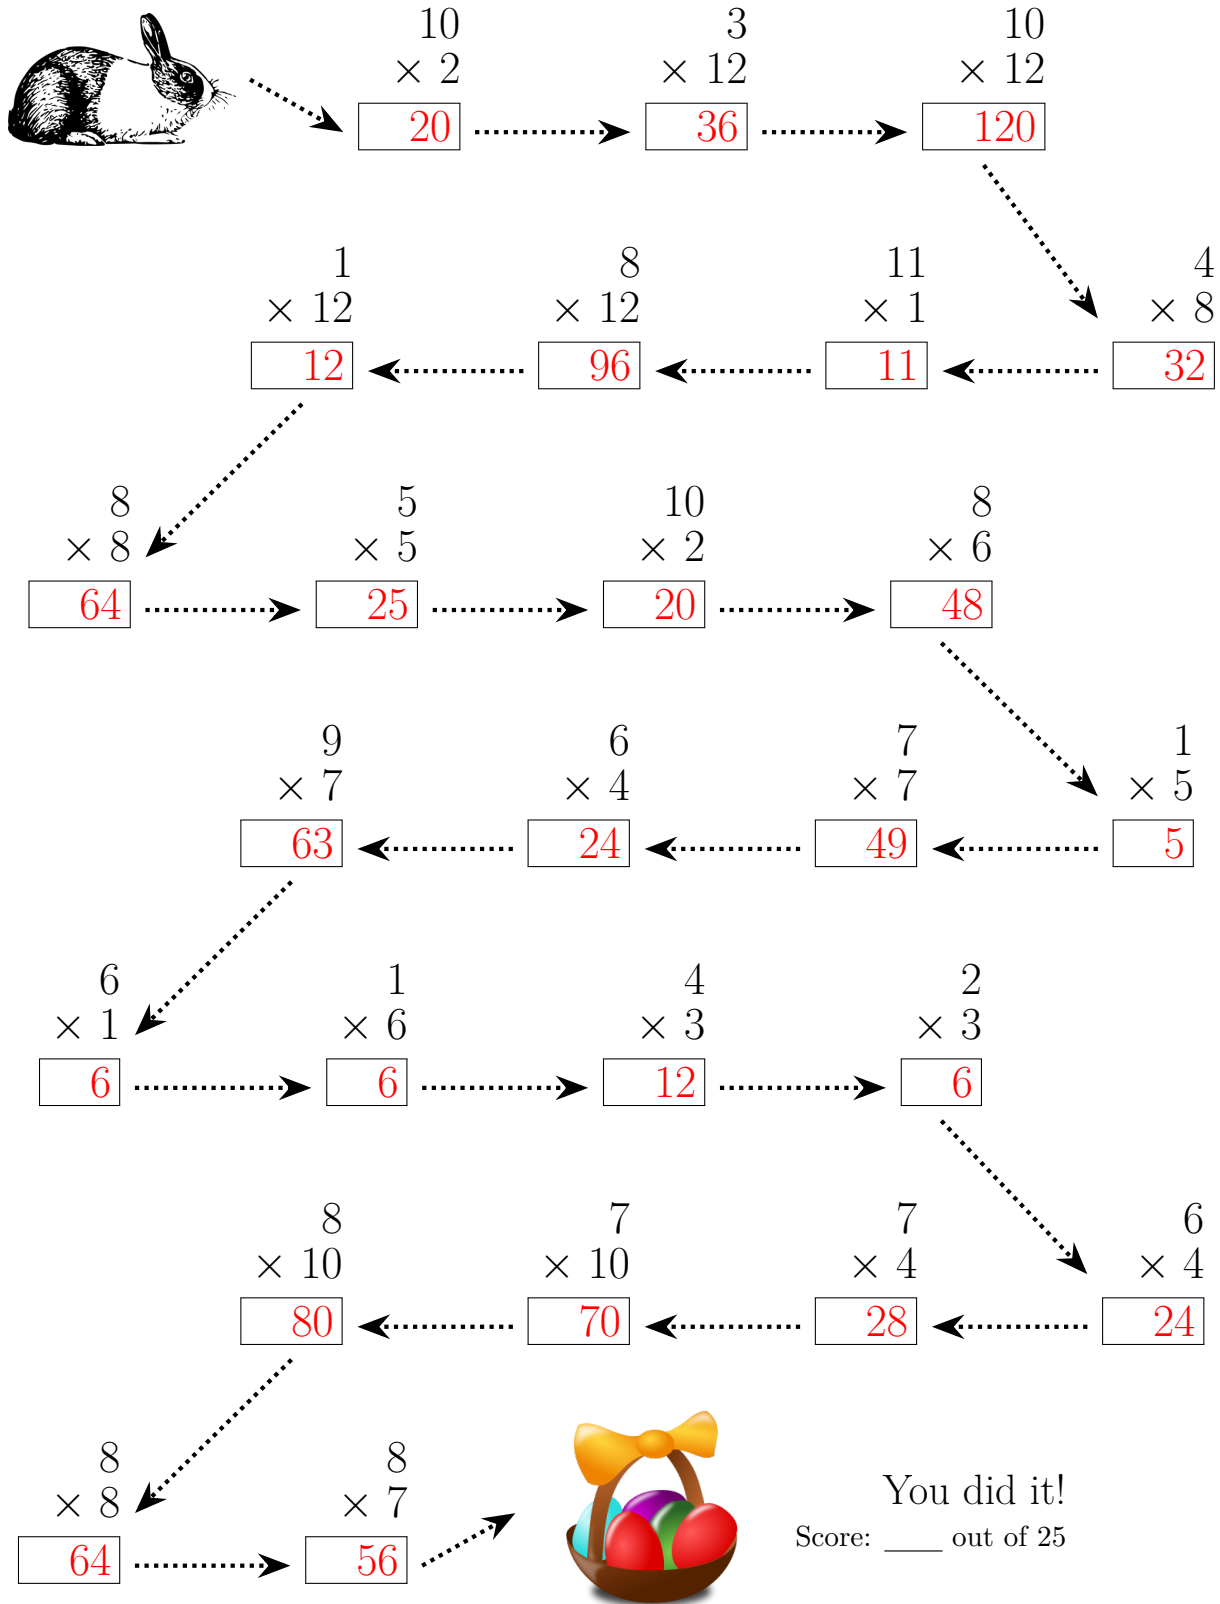 10 3 10
× 2 × 12 × 12
20 36 120
1 8 11 4
× 12 × 12 × 1 × 8
12 96 11 32
8 5 10 8
× 8 × 5 × 2 × 6
64 25 20 48
9 6 7 1
× 7 × 4 × 7 × 5
63 24 49 5
6 1 4 2
× 1 × 6 × 3 × 3
6 6 12 6
8 7 7 6
× 10 × 10 × 4 × 4
80 70 28 24
8 8
× 8 × 7
64 56
You did it!
Score: ____ out of 25